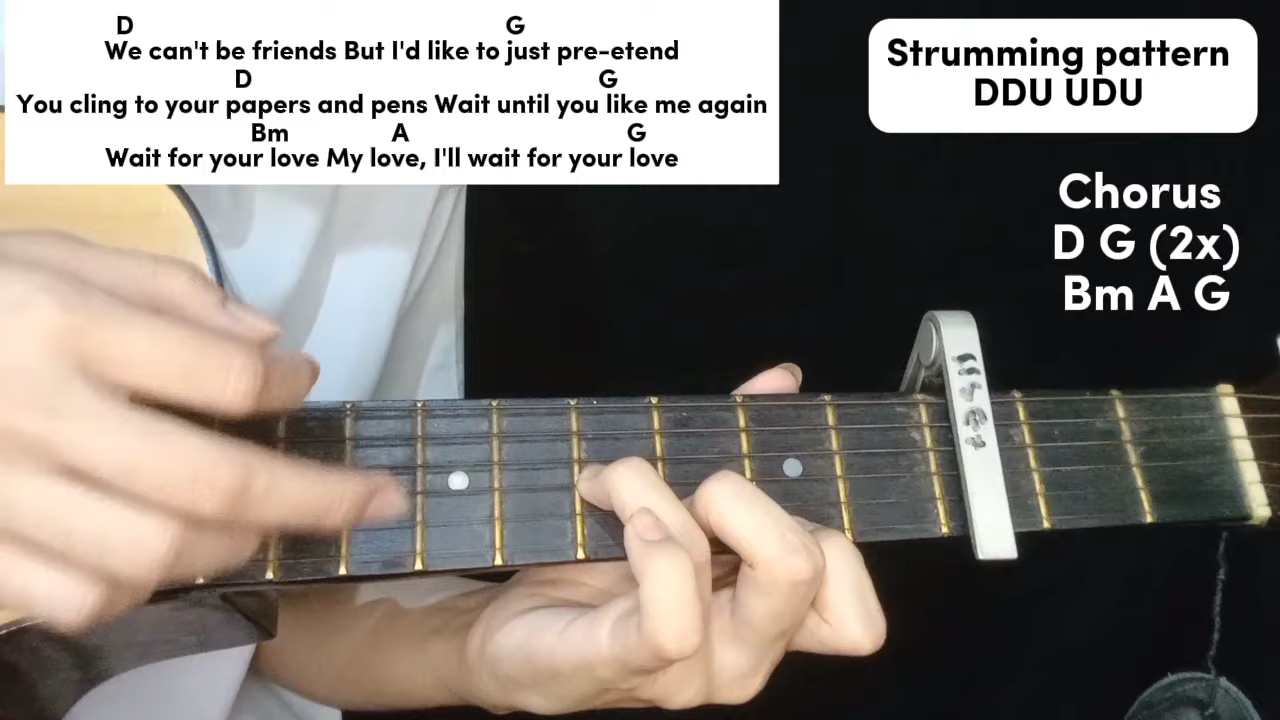 D G
We can't be friends But I'd like to just pre-etend
D G
You cling to your papers and pens Wait until you like me again
Bm A G
Wait for your love My love, I'll wait for your love
Strumming pattern
DDU UDU
Chorus
D G (2x)
Bm A G